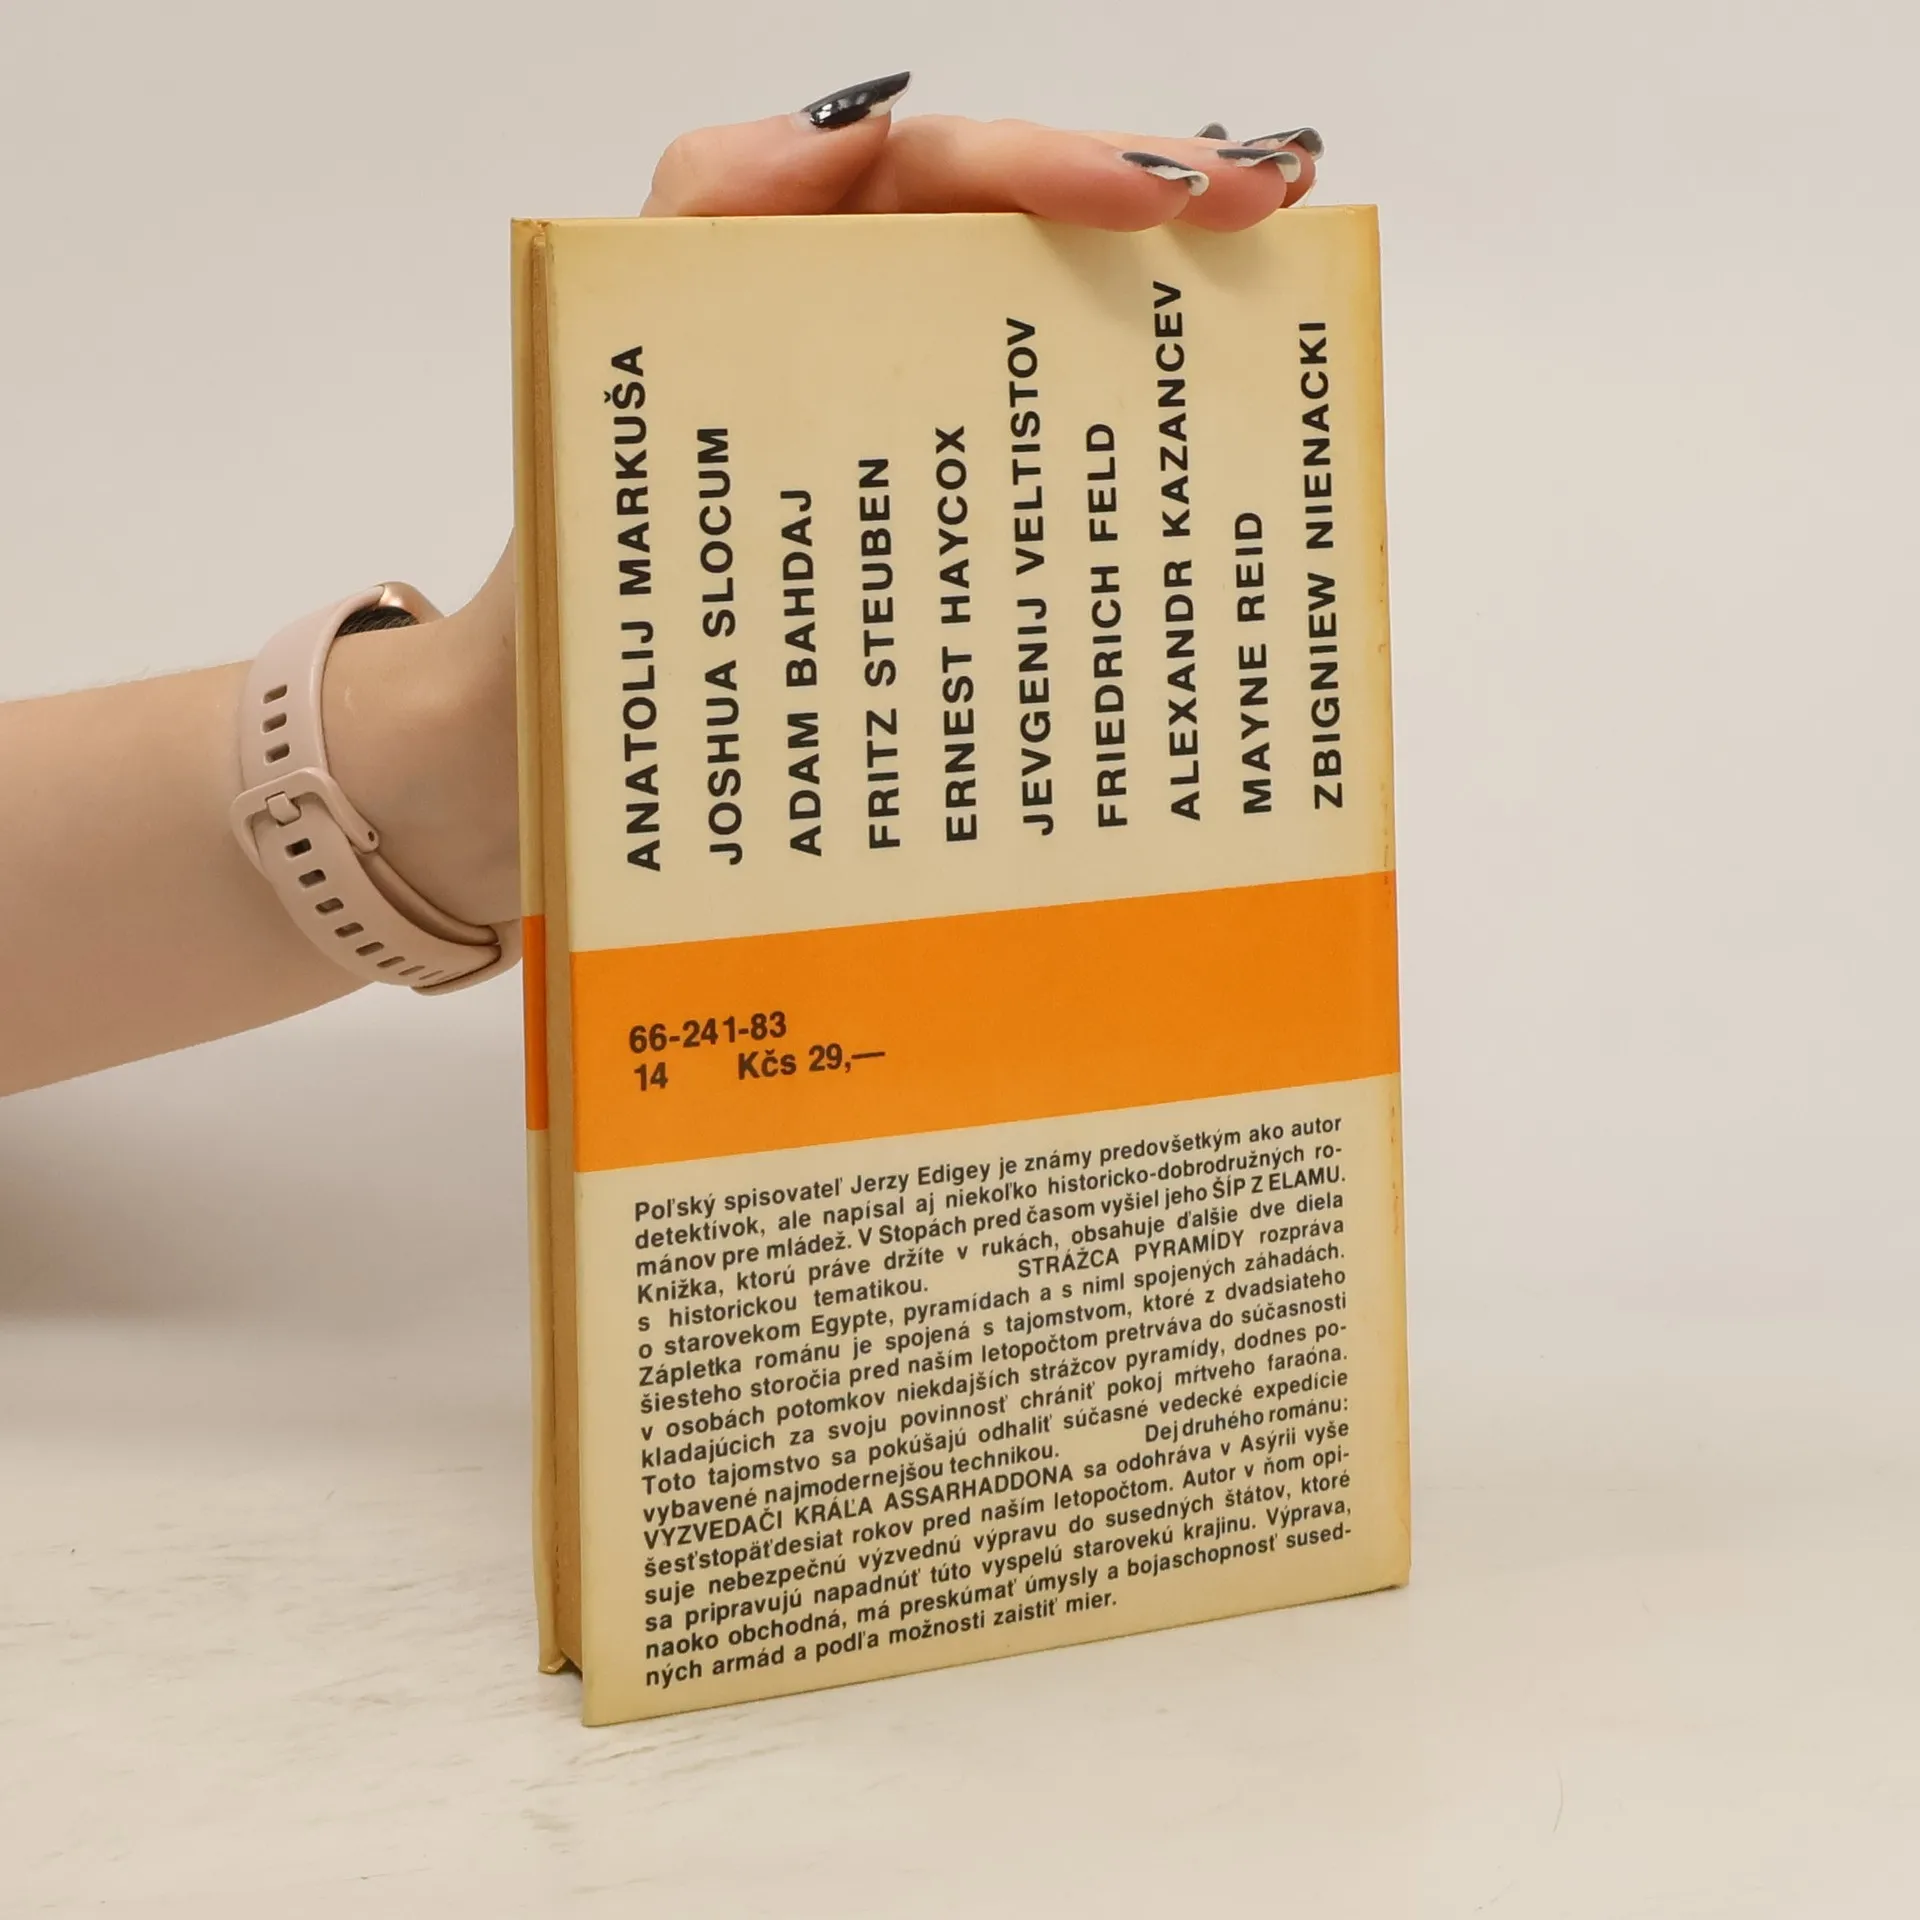 ANATOLIJ MARKUŠA
JOSHUA SLOCUM
ADAM BAHDAJ
FRITZ STEUBEN
ERNEST HAYCOX
JEVGENIJ VELTISTOV
FRIEDRICH FELD
ALEXANDR KAZANCEV
MAYNE REID
ZBIGNIEW NIENACKI
66-241-83
14 Kčs 29,—
Poľský spisovateľ Jerzy Edigey je známy predovšetkým ako autor
detektívok, ale napísal aj niekoľko historicko-dobrodružných ro-
mánov pre mládež. V Stopách pred časom vyšiel jeho ŠÍP Z ELAMU.
Knižka, ktorú práve držíte v rukách, obsahuje ďalšie dve diela
s historickou tematikou. STRÁŽCA PYRAMÍDY rozpráva
o starovekom Egypte, pyramídach a s niml spojených záhadách.
Zápletka románu je spojená s tajomstvom, ktoré z dvadsiateho
šiesteho storočia pred naším letopočtom pretrváva do súčasnosti
v osobách potomkov niekdajších strážcov pyramídy, dodnes po-
kladajúcich za svoju povinnosť chrániť pokoj mŕtveho faraóna.
Toto tajomstvo sa pokúšajú odhaliť súčasné vedecké expedície
vybavené najmodernejšou technikou. Dej druhého románu:
VYZVEDAČI KRÁĽA ASSARHADDONA sa odohráva v Asýrii vyše
šesťstopäťdesiat rokov pred naším letopočtom. Autor v ňom opi-
suje nebezpečnú výzvednú výpravu do susedných štátov, ktoré
sa pripravujú napadnúť túto vyspelú starovekú krajinu. Výprava,
naoko obchodná, má preskúmať úmysly a bojaschopnosť sused-
ných armád a podľa možnosti zaistiť mier.